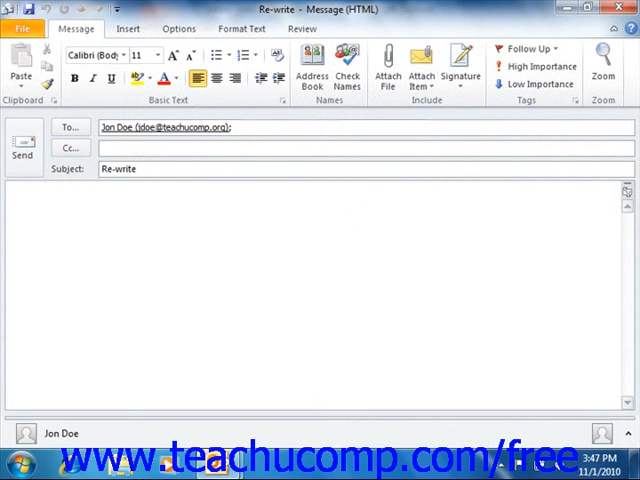 Re-write - Message (HTML)
File Message Insert Options Format Text Review
Calibri (Body) 11
B I U
Paste
Address Book
Check Names
Attach File
Attach Item
Signature
Follow Up
High Importance
Low Importance
Zoom
Clipboard Basic Text Names Include Tags Zoom
Send
To... Jon Doe (jdoe@teachucomp.org);
Cc...
Subject: Re-write
Jon Doe
www.teachucomp.com/free
3:47 PM
11/1/2010